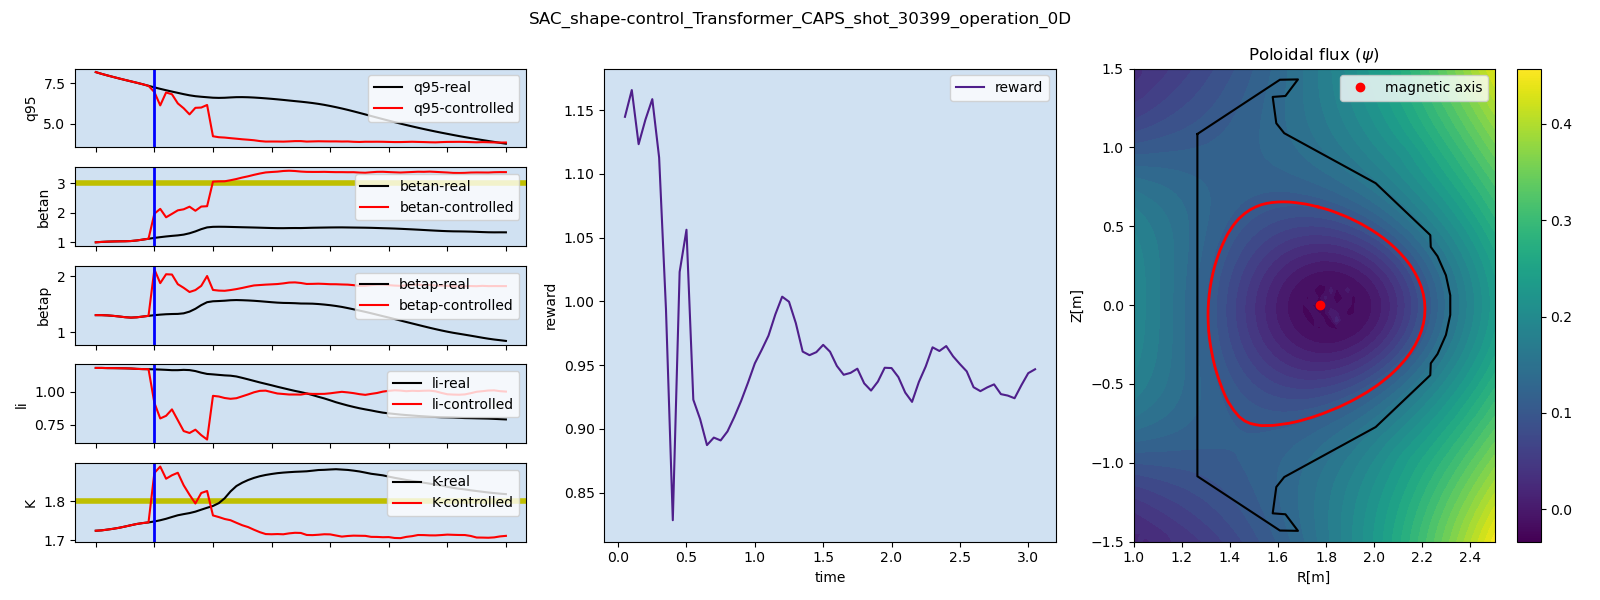 SAC_shape-control_Transformer_CAPS_shot_30399_operation_0D
7.5
5.0
q95
q95-real
q95-controlled
3
2
1
betan
betan-real
betan-controlled
2
1
betap
betap-real
betap-controlled
1.00
0.75
li
li-real
li-controlled
1.8
1.7
K
K-real
K-controlled
reward
1.15
1.10
1.05
1.00
0.95
0.90
0.85
reward
0.0 0.5 1.0 1.5 2.0 2.5 3.0
time
Poloidal flux (ψ)
magnetic axis
1.5
1.0
0.5
0.0
−0.5
−1.0
−1.5
Z[m]
1.0 1.2 1.4 1.6 1.8 2.0 2.2 2.4
R[m]
0.4
0.3
0.2
0.1
0.0